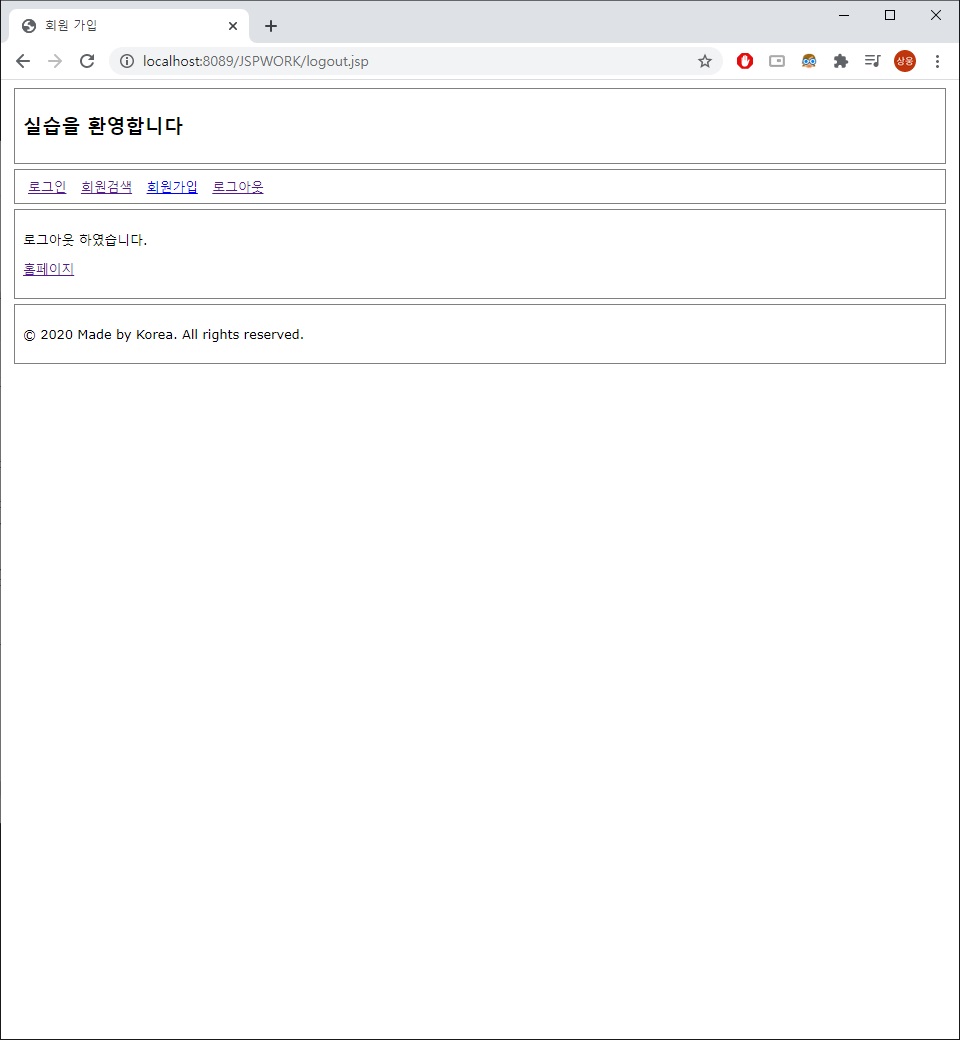 회원 가입
localhost:8089/JSPWORK/logout.jsp
상웅
실습을 환영합니다
로그인 회원검색 회원가입 로그아웃
로그아웃 하였습니다.
홈페이지
© 2020 Made by Korea. All rights reserved.